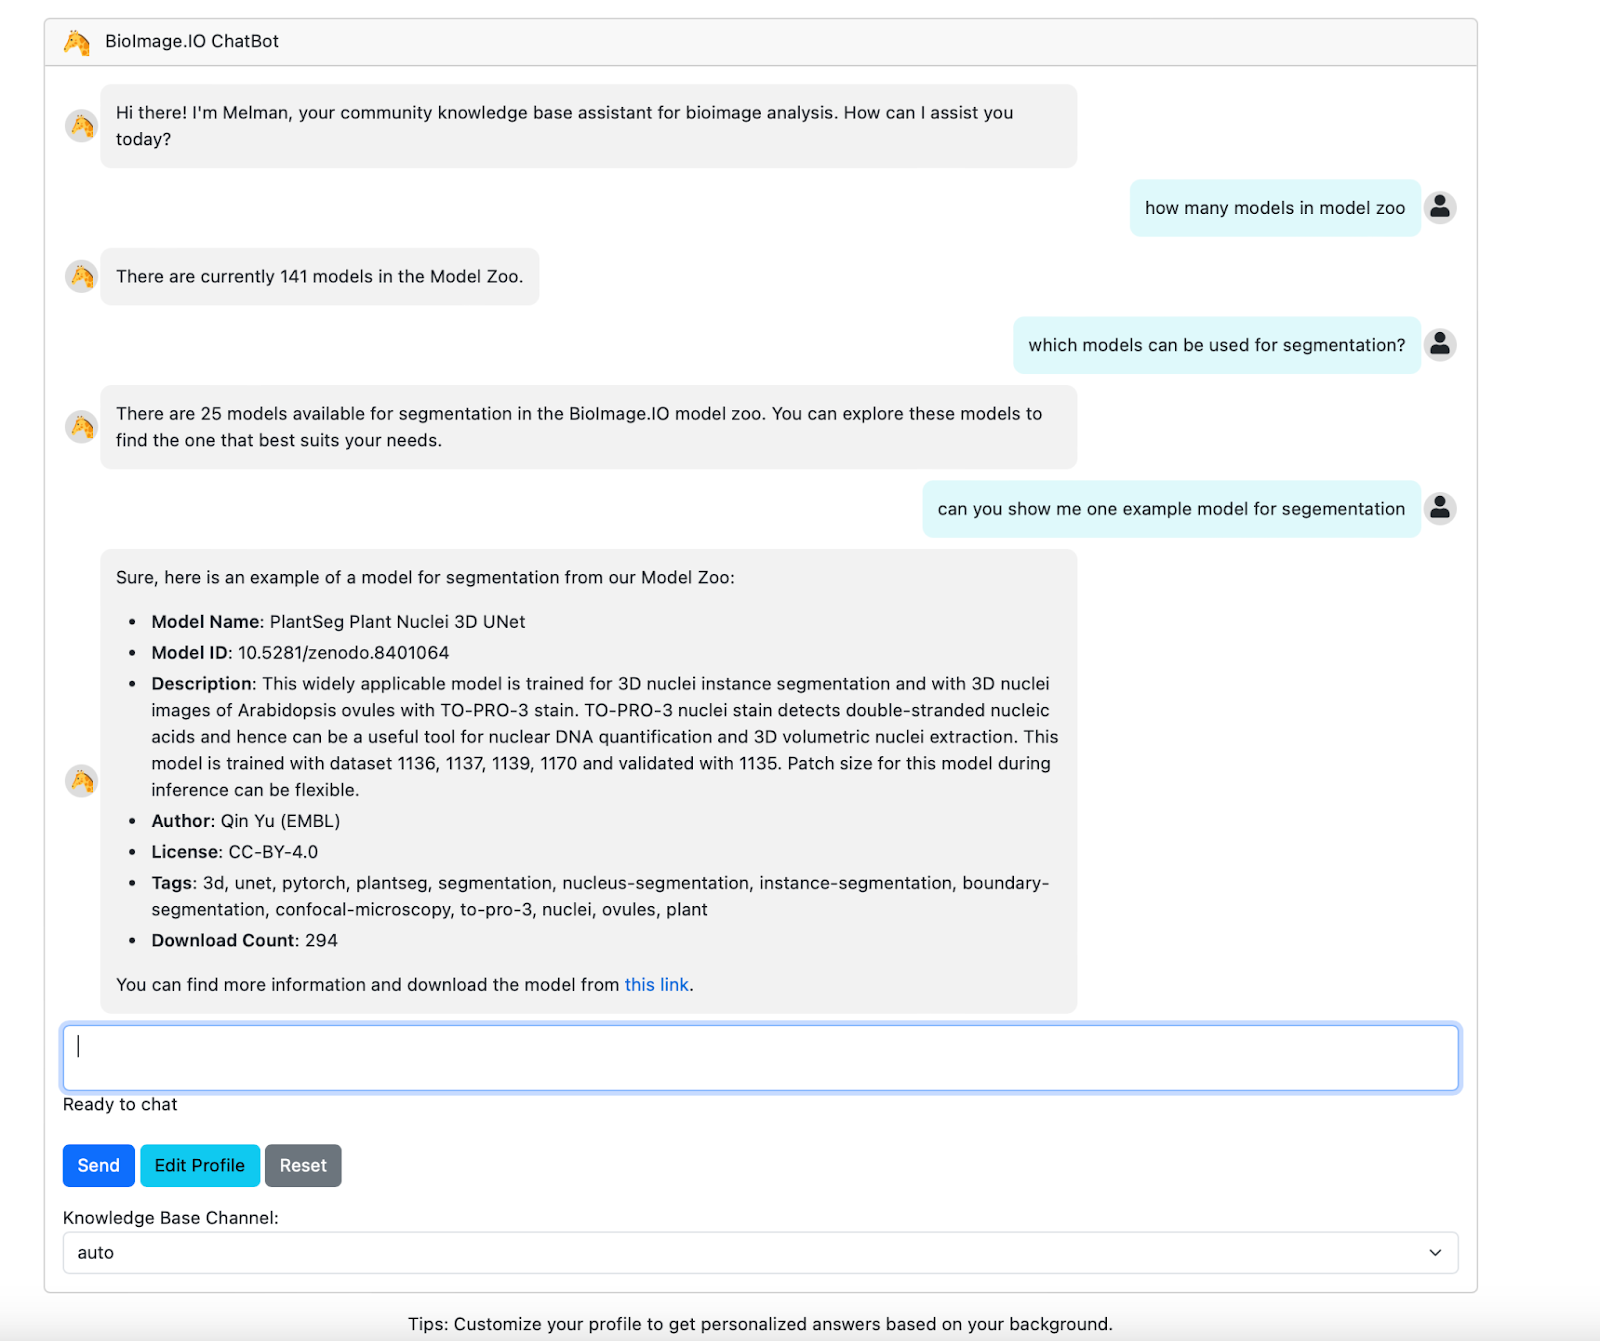 BioImage.IO ChatBot
Hi there! I'm Melman, your community knowledge base assistant for bioimage analysis. How can I assist you
today?
how many models in model zoo
There are currently 141 models in the Model Zoo.
which models can be used for segmentation?
There are 25 models available for segmentation in the BioImage.IO model zoo. You can explore these models to
find the one that best suits your needs.
can you show me one example model for segementation
Sure, here is an example of a model for segmentation from our Model Zoo:
• Model Name: PlantSeg Plant Nuclei 3D UNet
• Model ID: 10.5281/zenodo.8401064
• Description: This widely applicable model is trained for 3D nuclei instance segmentation and with 3D nuclei
images of Arabidopsis ovules with TO-PRO-3 stain. TO-PRO-3 nuclei stain detects double-stranded nucleic
acids and hence can be a useful tool for nuclear DNA quantification and 3D volumetric nuclei extraction. This
model is trained with dataset 1136, 1137, 1139, 1170 and validated with 1135. Patch size for this model during
inference can be flexible.
• Author: Qin Yu (EMBL)
• License: CC-BY-4.0
• Tags: 3d, unet, pytorch, plantseg, segmentation, nucleus-segmentation, instance-segmentation, boundary-
segmentation, confocal-microscopy, to-pro-3, nuclei, ovules, plant
• Download Count: 294
You can find more information and download the model from this link.
Ready to chat
Send Edit Profile Reset
Knowledge Base Channel:
auto
Tips: Customize your profile to get personalized answers based on your background.